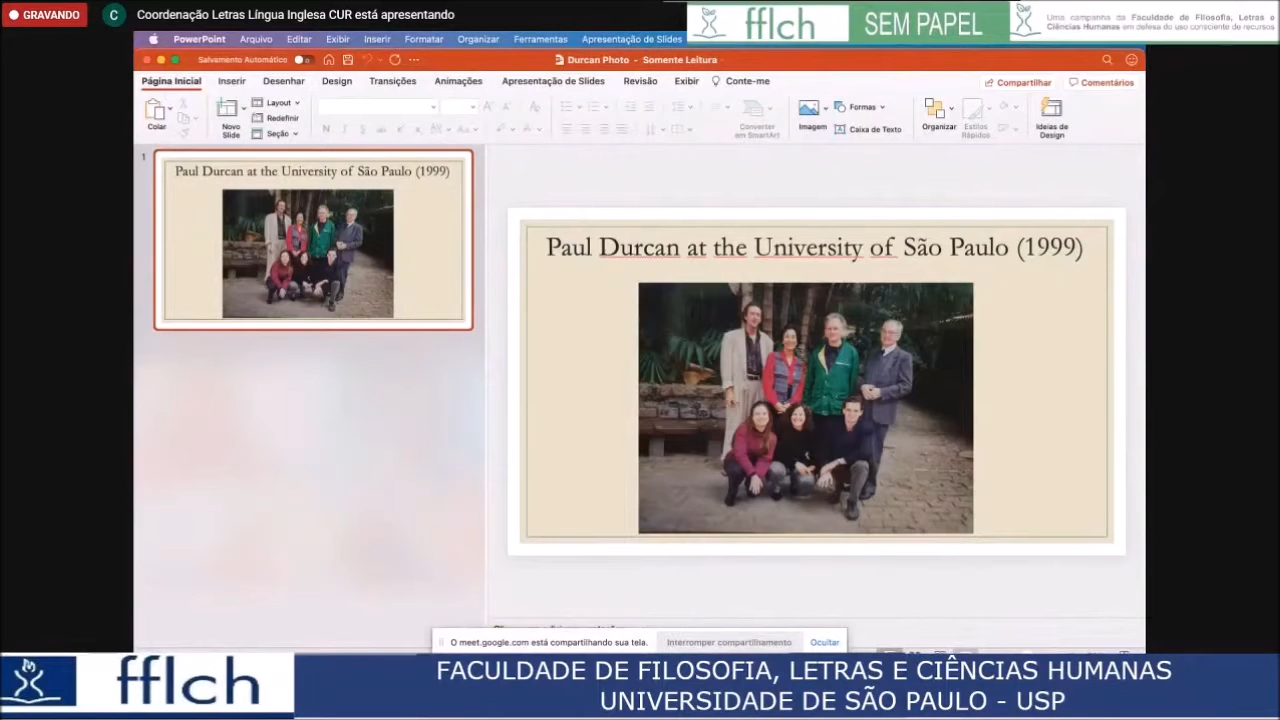 GRAVANDO
C
Coordenação Letras Língua Inglesa CUR está apresentando
fflch
SEM PAPEL
Uma campanha da Faculdade de Filosofia, Letras e
Ciências Humanas em defesa do uso consciente de recursos
PowerPoint Arquivo Editar Exibir Inserir Formatar Organizar Ferramentas Apresentação de Slides
Salvamento Automático
Durcan Photo - Somente Leitura
Página Inicial Inserir Desenhar Design Transições Animações Apresentação de Slides Revisão Exibir Conte-me
Compartilhar Comentários
Colar
Novo
Slide
Layout
Redefinir
Seção
Converter
em SmartArt
Imagem
Formas
Caixa de Texto
Organizar
Estilos
Rápidos
Ideias de
Design
1
Paul Durcan at the University of São Paulo (1999)
Paul Durcan at the University of São Paulo (1999)
O meet.google.com está compartilhando sua tela. Interromper compartilhamento Ocultar
fflch
FACULDADE DE FILOSOFIA, LETRAS E CIÊNCIAS HUMANAS
UNIVERSIDADE DE SÃO PAULO - USP